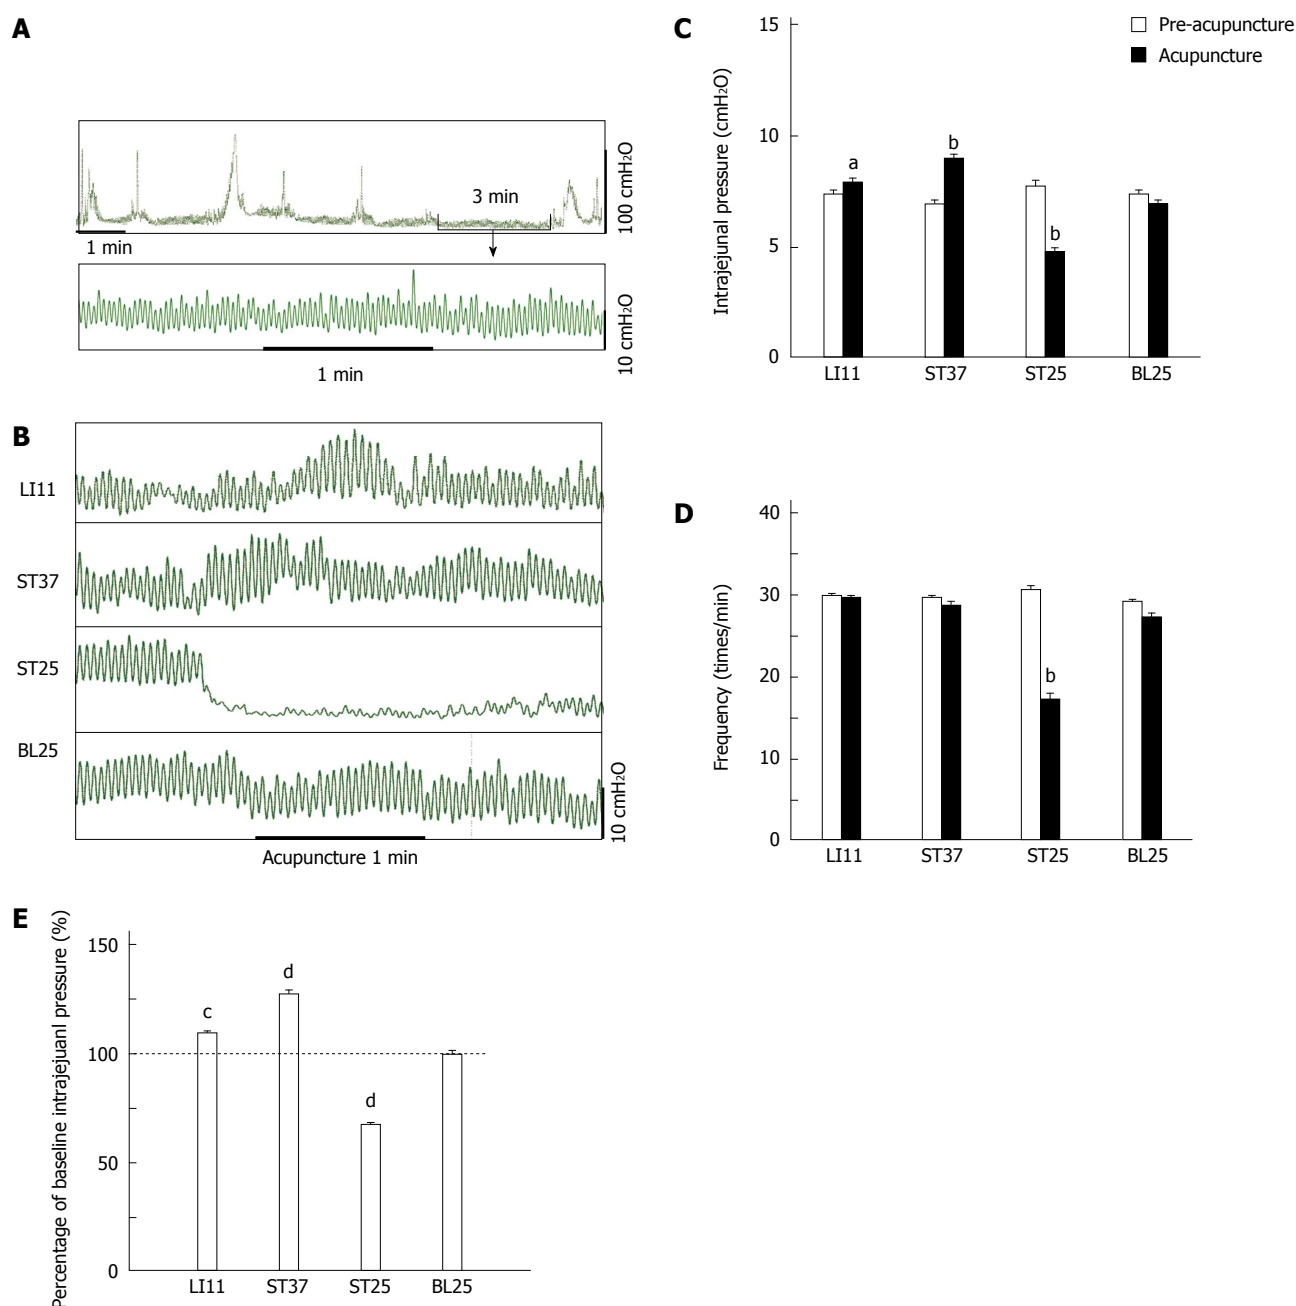 A
100 cmH2O
3 min
1 min
10 cmH2O
1 min
B
LI11
ST37
ST25
BL25
10 cmH2O
Acupuncture 1 min
C
Pre-acupuncture
Acupuncture
Intrajejunal pressure (cmH2O)
15
10
5
0
a
b
b
LI11 ST37 ST25 BL25
D
Frequency (times/min)
40
30
20
10
0
b
LI11 ST37 ST25 BL25
E
Percentage of baseline intrajejuanl pressure (%)
150
100
50
0
c
d
d
LI11 ST37 ST25 BL25